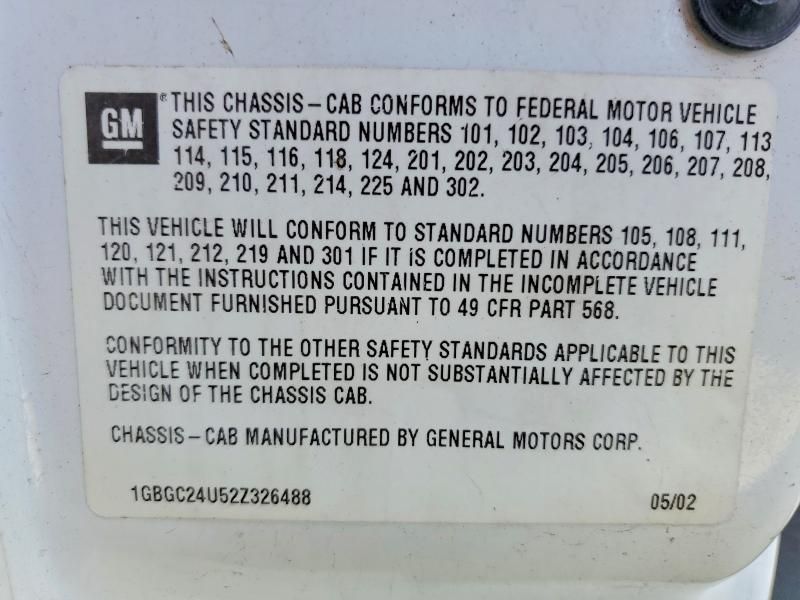 GM ® THIS CHASSIS-CAB CONFORMS TO FEDERAL MOTOR VEHICLE
SAFETY STANDARD NUMBERS 101, 102, 103, 104, 106, 107, 113
114, 115, 116, 118, 124, 201, 202, 203, 204, 205, 206, 207, 208,
209, 210, 211, 214, 225 AND 302.
THIS VEHICLE WILL CONFORM TO STANDARD NUMBERS 105, 108, 111,
120, 121, 212, 219 AND 301 IF IT iS COMPLETED IN ACCORDANCE
WITH THE INSTRUCTIONS CONTAINED IN THE INCOMPLETE VEHICLE
DOCUMENT FURNISHED PURSUANT TO 49 CFR PART 568.
CONFORMITY TO THE OTHER SAFETY STANDARDS APPLICABLE TO THIS
VEHICLE WHEN COMPLETED IS NOT SUBSTANTIALLY AFFECTED BY THE
DESIGN OF THE CHASSIS CAB.
CHASSIS-CAB MANUFACTURED BY GENERAL MOTORS CORP.
1GBGC24U52Z326488 05/02